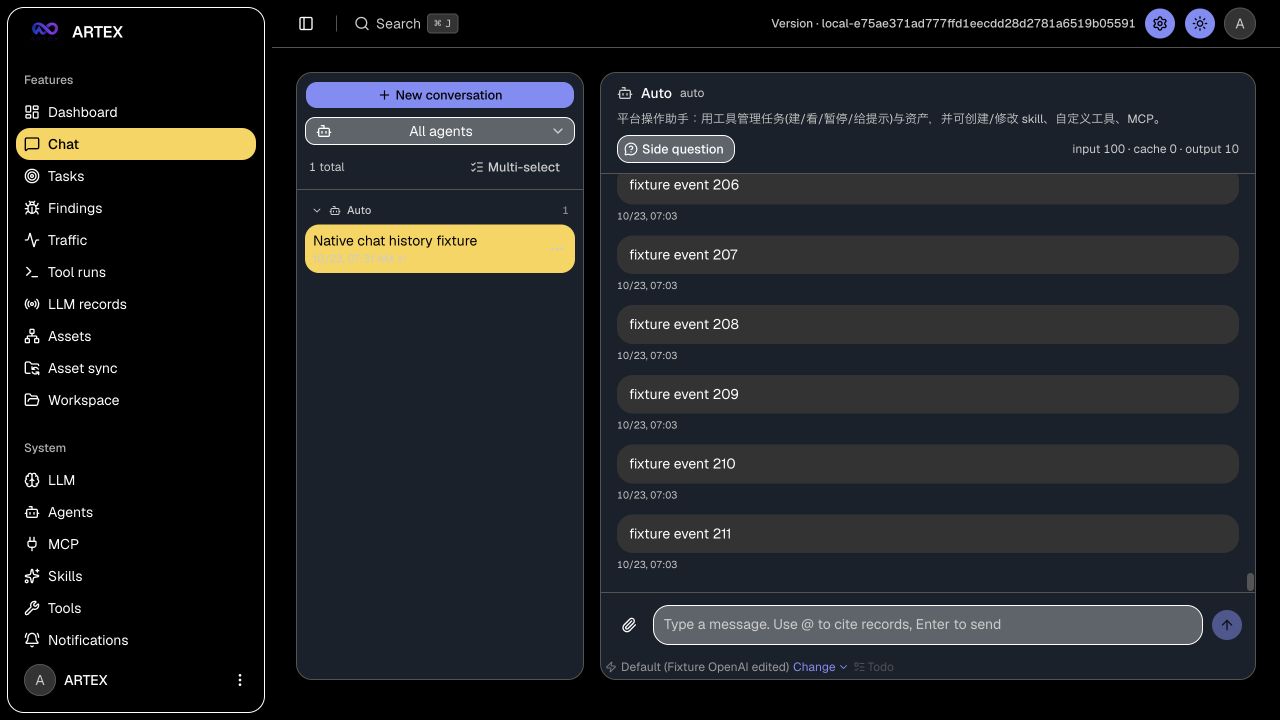 ARTEX
Features
Dashboard
Chat
Tasks
Findings
Traffic
Tool runs
LLM records
Assets
Asset sync
Workspace
System
LLM
Agents
MCP
Skills
Tools
Notifications
A ARTEX
Search ⌘ J
Version · local-e75ae371ad777ffd1eecdd28d2781a6519b05591
A
+ New conversation
All agents
1 total
Multi-select
Auto 1
Native chat history fixture
Auto auto
平台操作助手：用工具管理任务(建/看/暂停/给提示)与资产，并可创建/修改 skill、自定义工具、MCP。
Side question
input 100 · cache 0 · output 10
fixture event 206
10/23, 07:03
fixture event 207
10/23, 07:03
fixture event 208
10/23, 07:03
fixture event 209
10/23, 07:03
fixture event 210
10/23, 07:03
fixture event 211
10/23, 07:03
Type a message. Use @ to cite records, Enter to send
Default (Fixture OpenAI edited) Change Todo